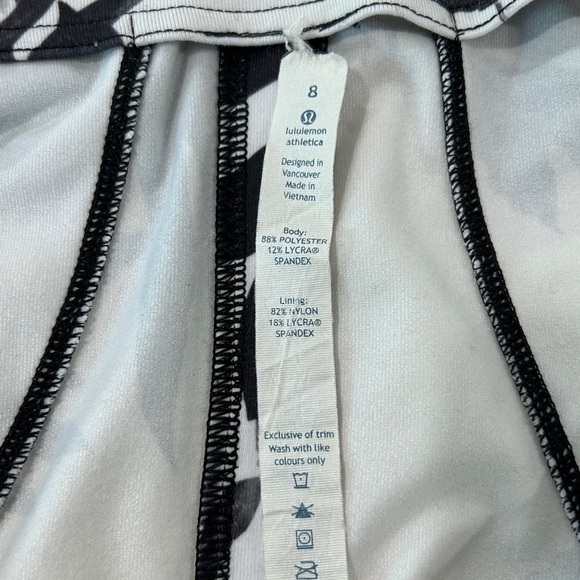 8
lululemon
athletica
Designed in
Vancouver
Made in
Vietnam
Body:
88% POLYESTER
12% LYCRA®
SPANDEX
Lining:
82% NYLON
18% LYCRA®
SPANDEX
Exclusive of trim
Wash with like
colours only